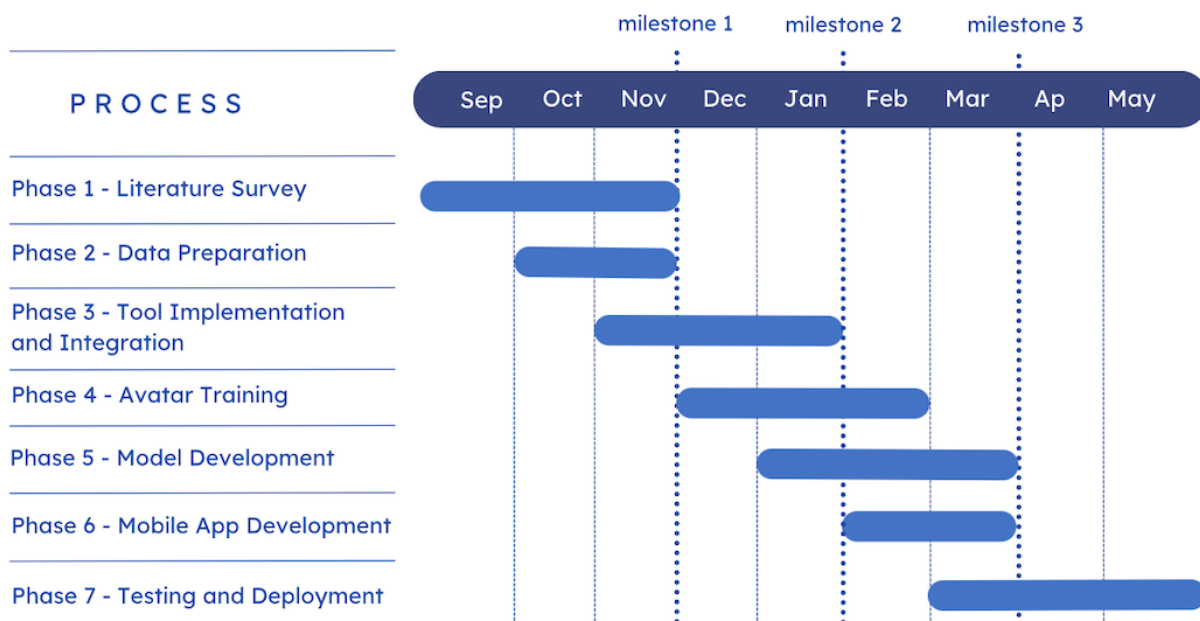 milestone 1 milestone 2 milestone 3
PROCESS
Sep Oct Nov Dec Jan Feb Mar Ap May
Phase 1 - Literature Survey
Phase 2 - Data Preparation
Phase 3 - Tool Implementation
and Integration
Phase 4 - Avatar Training
Phase 5 - Model Development
Phase 6 - Mobile App Development
Phase 7 - Testing and Deployment